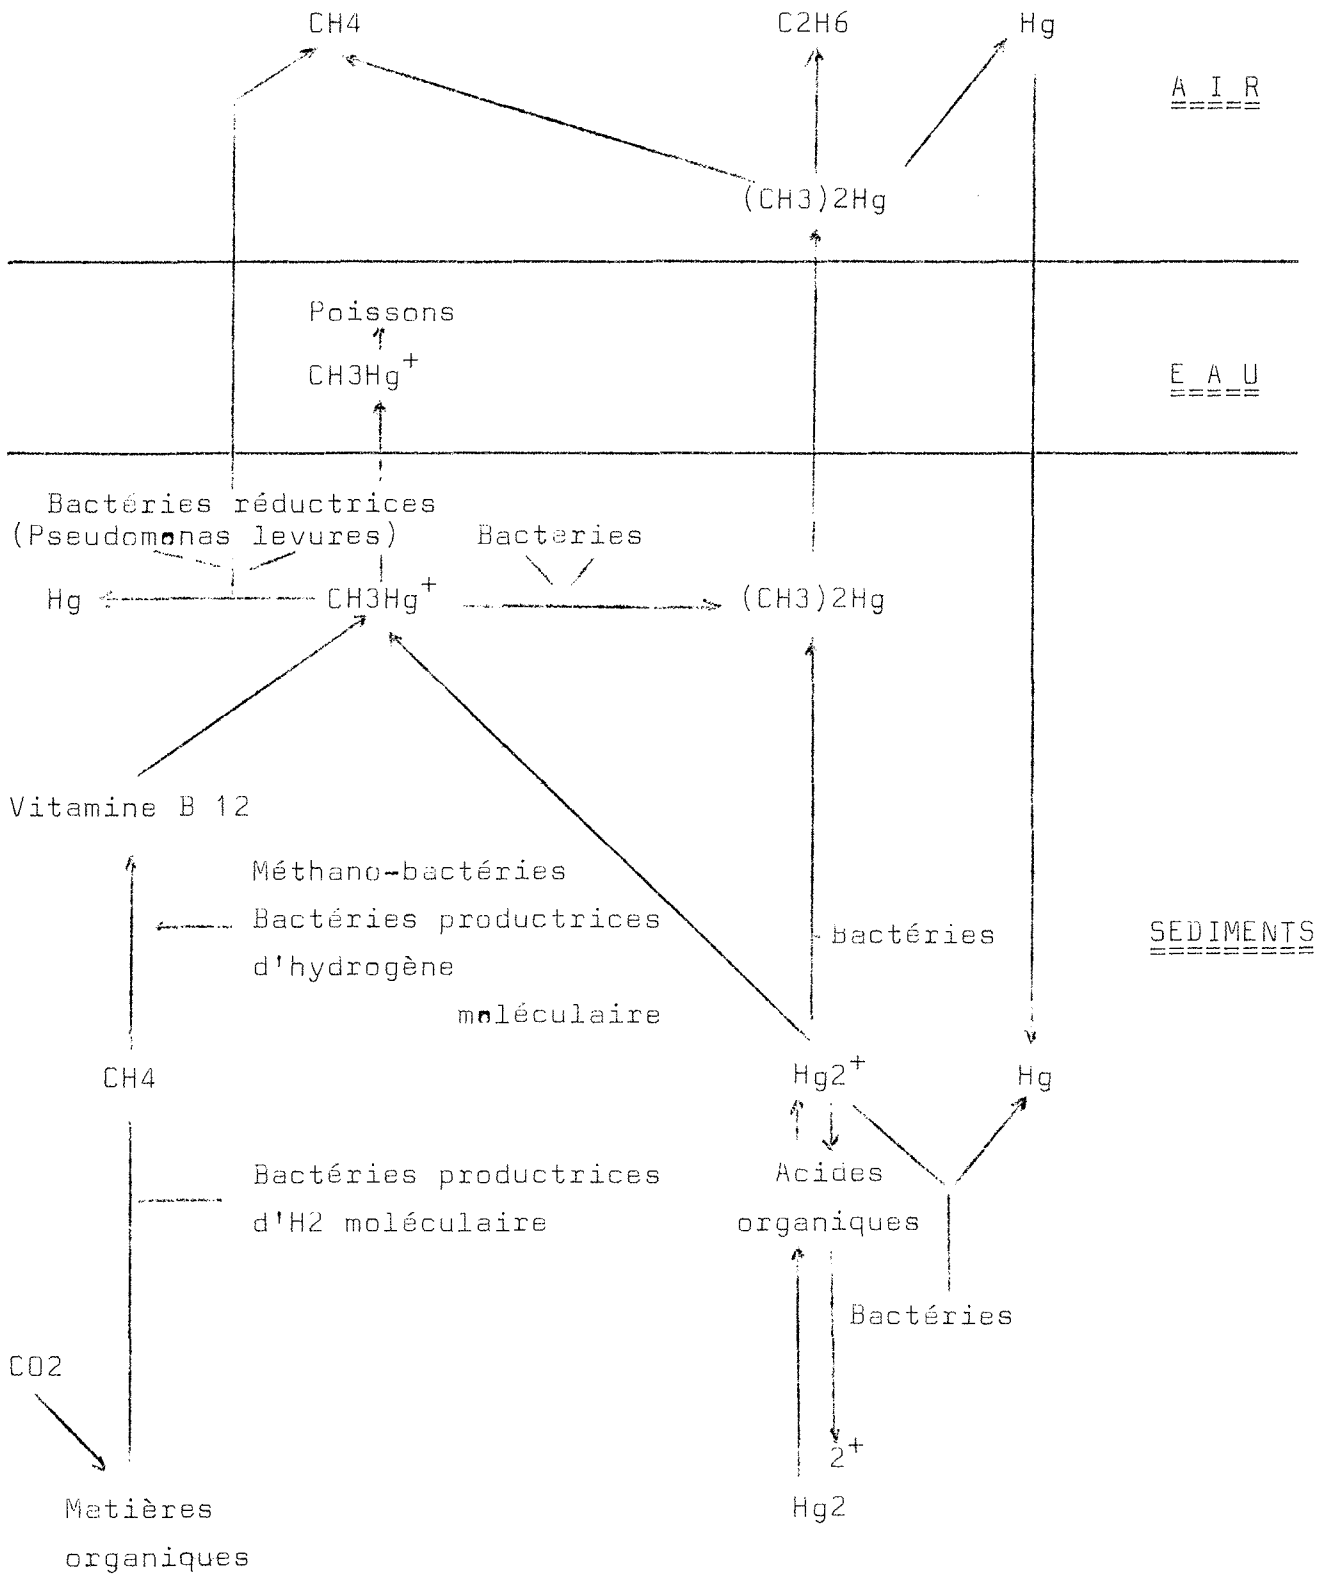 CH4
C2H6
Hg
A I R
(CH3)2Hg
Poissons
CH3Hg+
E A U
Bactéries réductrices
(Pseudomonas levures)
Bacteries
Hg
CH3Hg+
(CH3)2Hg
Vitamine B 12
Méthano-bactéries
Bactéries productrices
d'hydrogène
moléculaire
Bactéries
SEDIMENTS
CH4
Hg2+
Hg
Bactéries productrices
d'H2 moléculaire
Acides
organiques
Bactéries
CO2
2+
Hg2
Matières
organiques